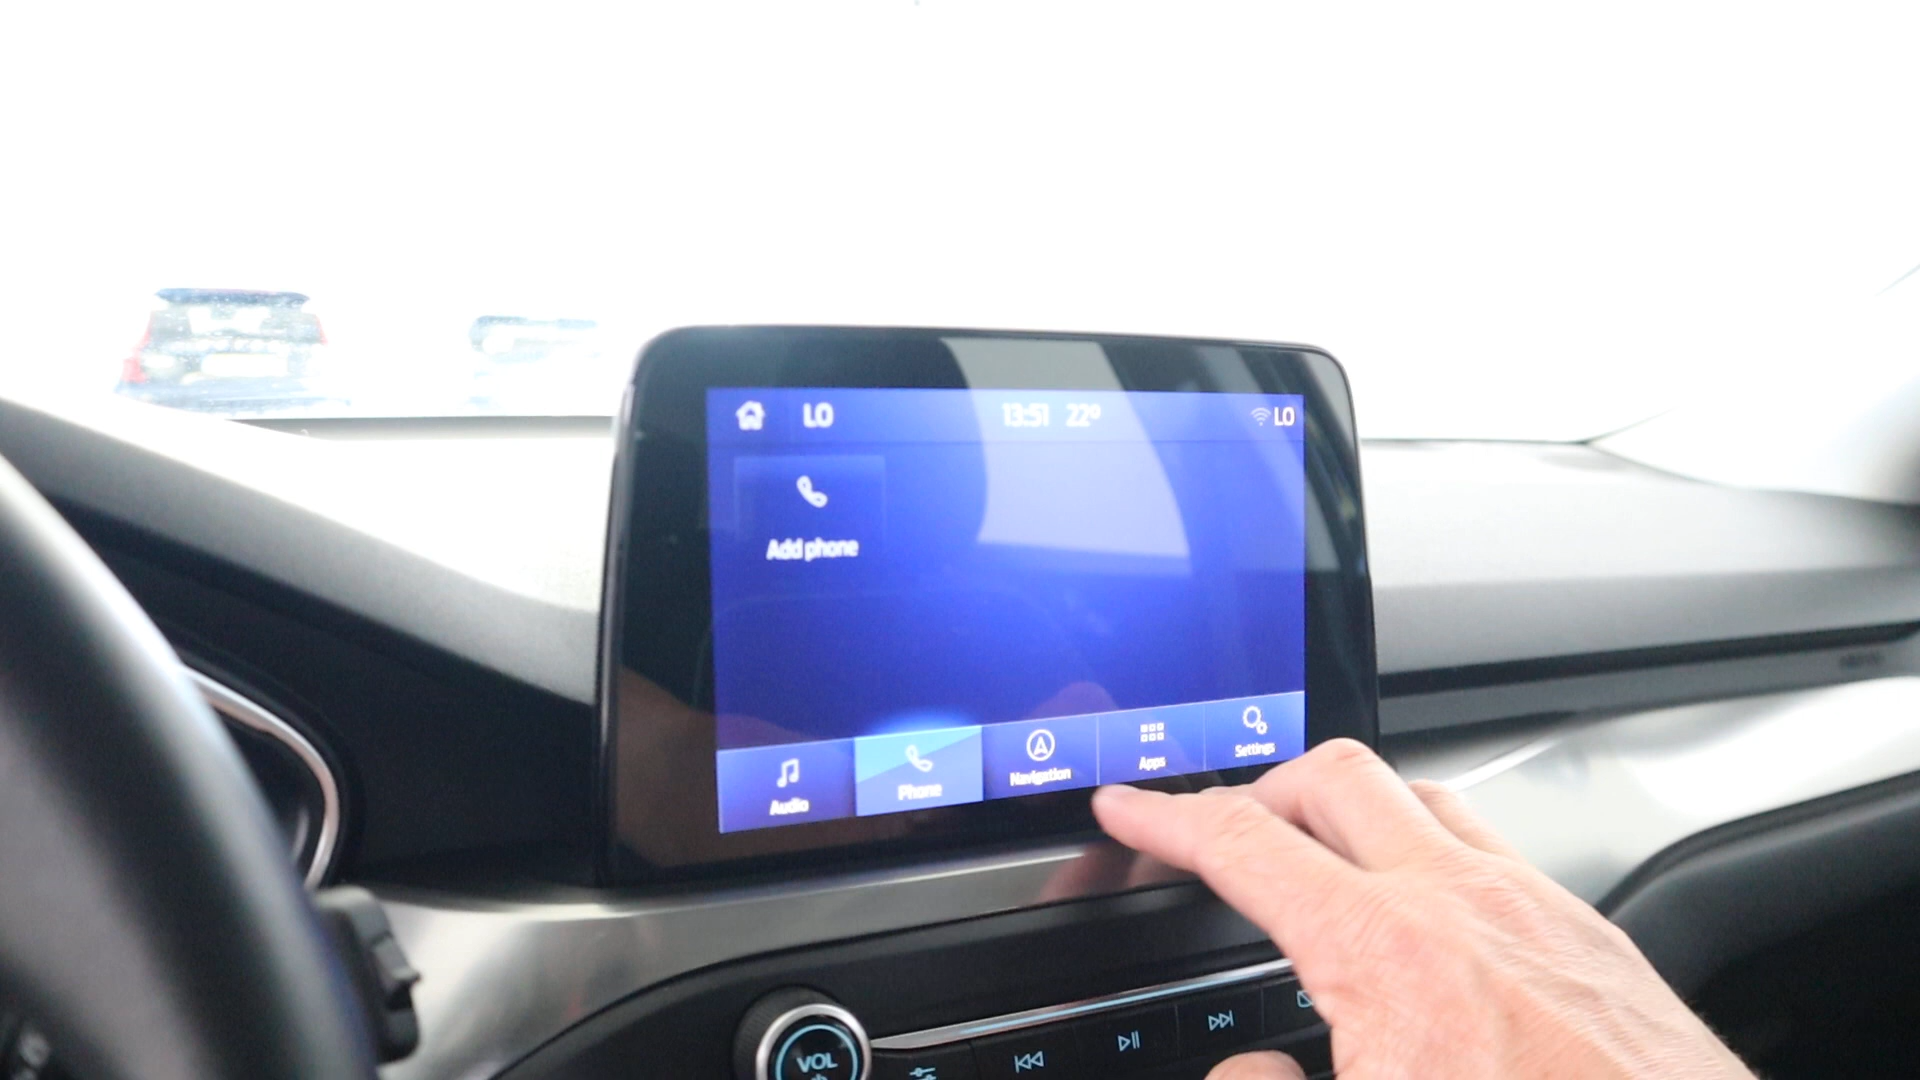 LO 13:51 22° LO
Add phone
Audio Phone Navigation Apps Settings
VOL